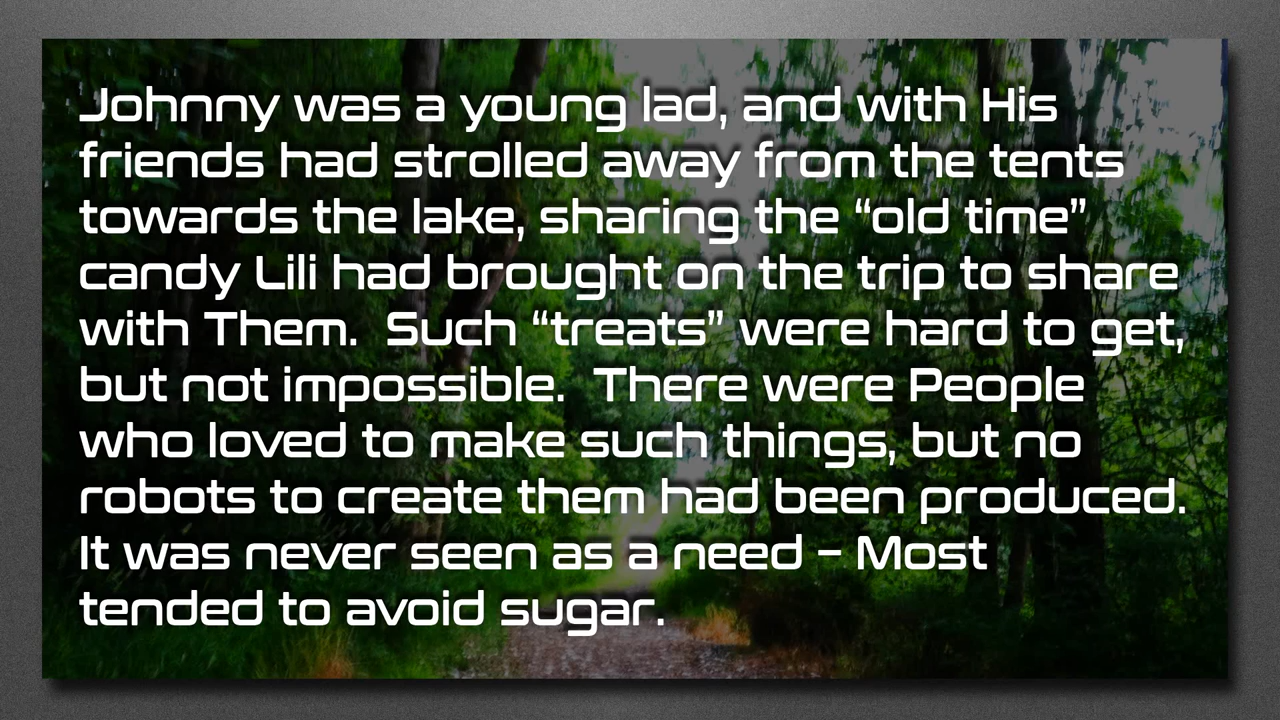 Johnny was a young lad, and with His
friends had strolled away from the tents
towards the lake, sharing the “old time”
candy Lili had brought on the trip to share
with Them.  Such “treats” were hard to get,
but not impossible.  There were People
who loved to make such things, but no
robots to create them had been produced.
It was never seen as a need – Most
tended to avoid sugar.